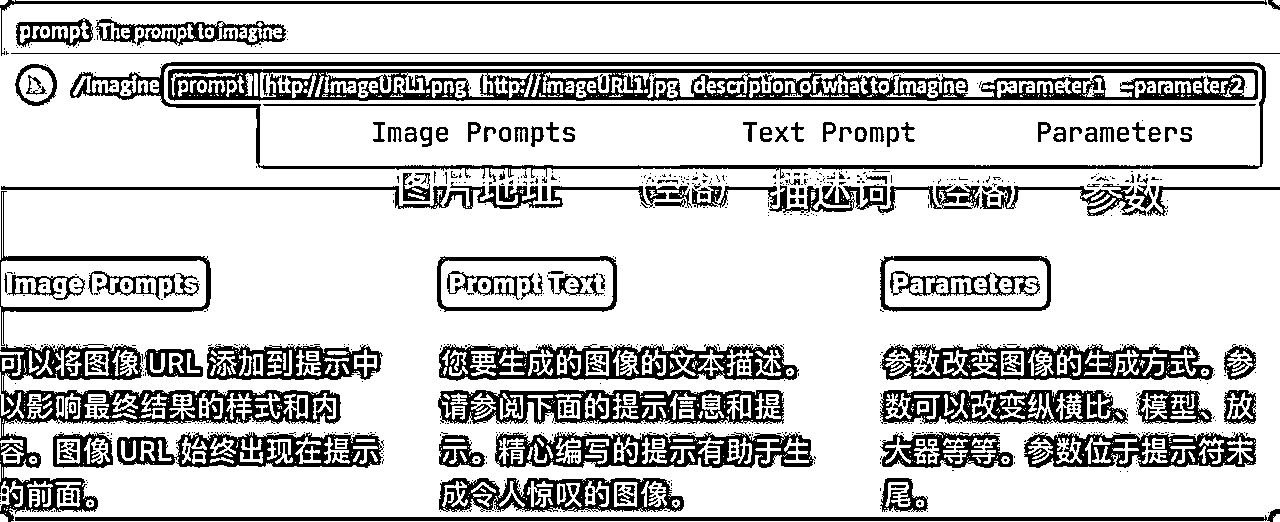 prompt The prompt to imagine
/imagine prompt http://imageURL1.png http://imageURL1.jpg description of what to imagine --parameter1 --parameter2
Image Prompts Text Prompt Parameters
图片地址 (空格) 描述词 (空格) 参数
Image Prompts
可以将图像 URL 添加到提示中
以影响最终结果的样式和内
容。图像 URL 始终出现在提示
的前面。
Prompt Text
您要生成的图像的文本描述。
请参阅下面的提示信息和提
示。精心编写的提示有助于生
成令人惊叹的图像。
Parameters
参数改变图像的生成方式。参
数可以改变纵横比、模型、放
大器等等。参数位于提示符末
尾。